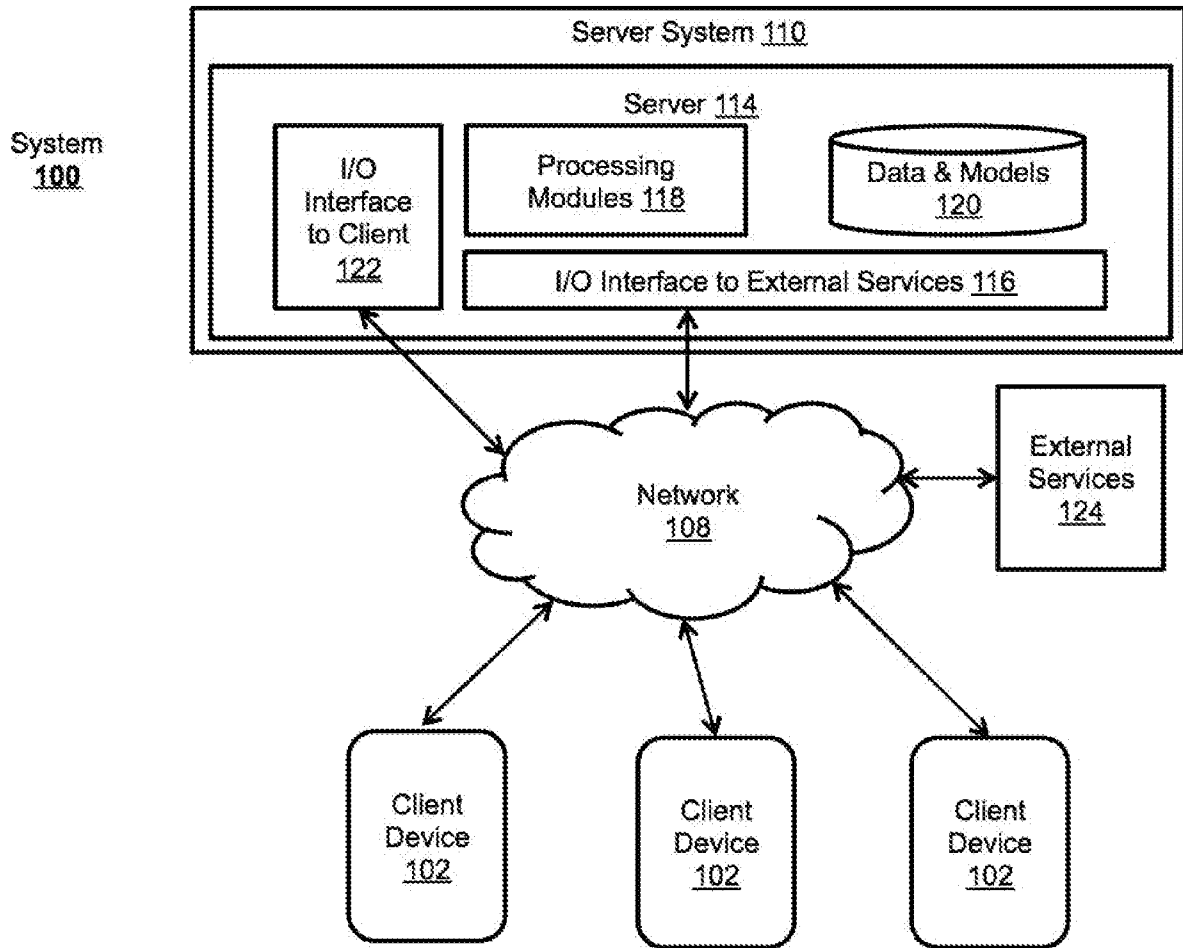 Server System 110
Server 114
System
100
I/O
Interface
to Client
122
Processing
Modules 118
Data & Models
120
I/O Interface to External Services 116
External
Services
124
Network
108
Client
Device
102
Client
Device
102
Client
Device
102